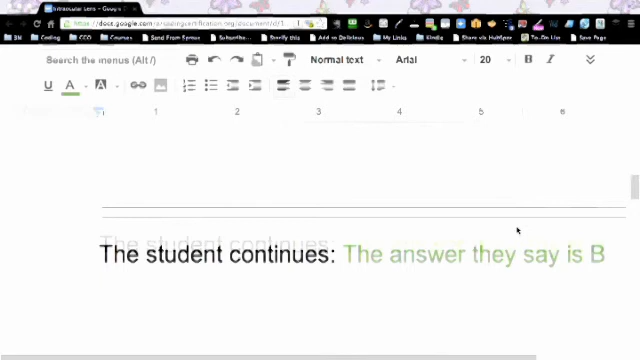 Intraocular Lens - Google
https://docs.google.com/a/
BN Coding CCO Courses Send From Spreaker Subscribe... Storify this Add to Delicious My Links Kindle Share via HubSpot To-Do List Save Page
Search the menus (Alt /) Normal text Arial 20 B I
U A A
1 2 3 4 5 6
The student continues:
The student continues: The answer they say is B